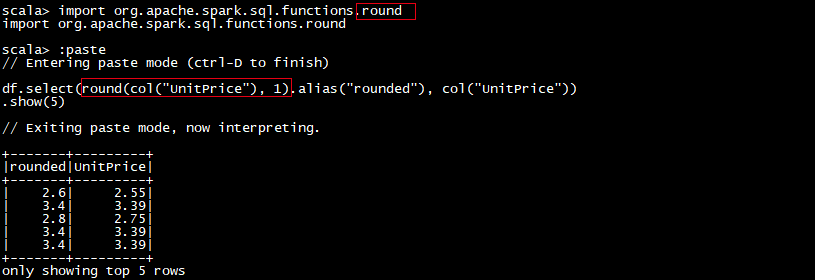 scala> import org.apache.spark.sql.functions.round
import org.apache.spark.sql.functions.round
scala> :paste
// Entering paste mode (ctrl-D to finish)
df.select(round(col("UnitPrice"), 1).alias("rounded"), col("UnitPrice"))
.show(5)
// Exiting paste mode, now interpreting.
+-------+---------+
|rounded|UnitPrice|
+-------+---------+
|    2.6|     2.55|
|    3.4|     3.39|
|    2.8|     2.75|
|    3.4|     3.39|
|    3.4|     3.39|
+-------+---------+
only showing top 5 rows